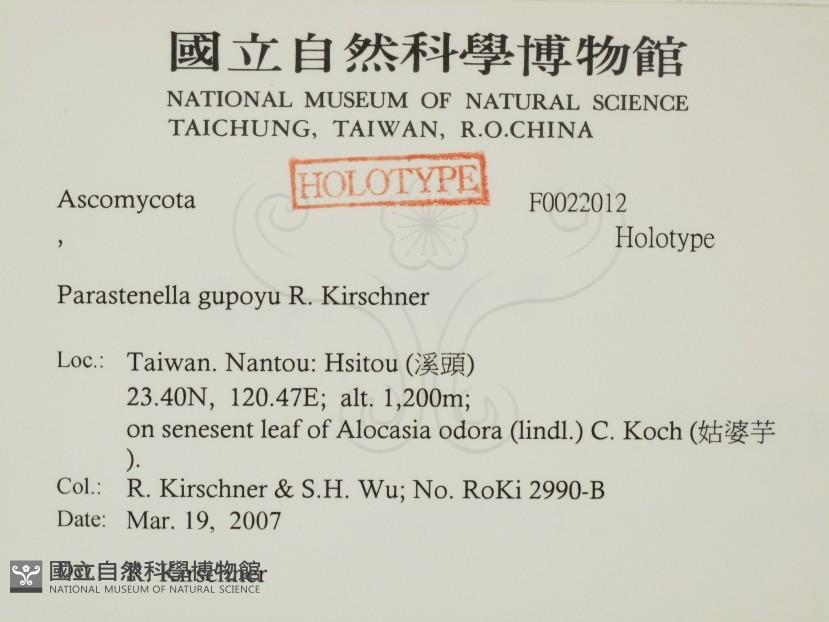 國立自然科學博物館
NATIONAL MUSEUM OF NATURAL SCIENCE
TAICHUNG, TAIWAN, R.O.CHINA
HOLOTYPE
Ascomycota F0022012
, Holotype
Parastenella gupoyu R. Kirschner
Loc.: Taiwan. Nantou: Hsitou (溪頭)
23.40N, 120.47E; alt. 1,200m;
on senesent leaf of Alocasia odora (lindl.) C. Koch (姑婆芋
).
Col.: R. Kirschner & S.H. Wu; No. RoKi 2990-B
Date: Mar. 19, 2007
R. Kirschner
國立自然科學博物館
NATIONAL MUSEUM OF NATURAL SCIENCE